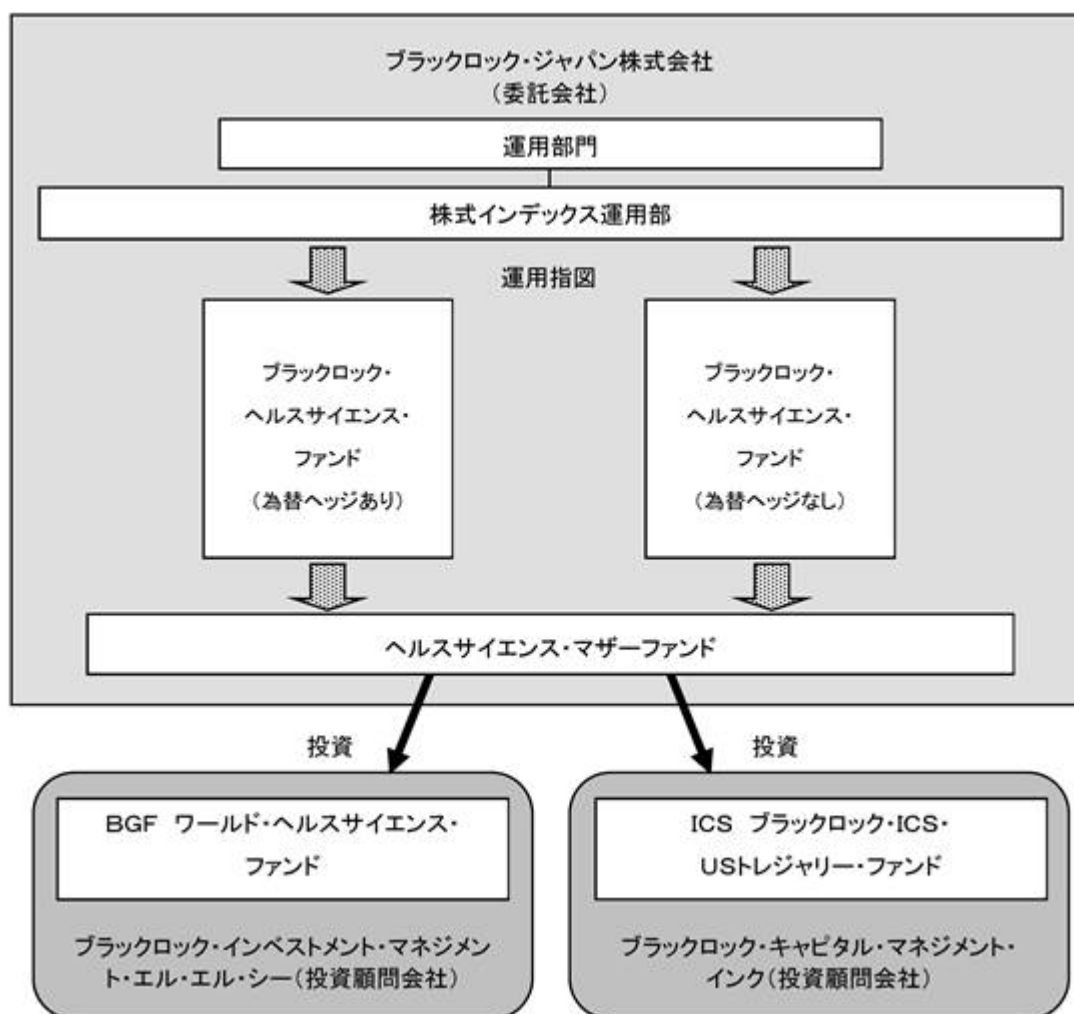 ブラックロック・ジャパン株式会社
（委託会社）
運用部門
株式インデックス運用部
運用指図
ブラックロック・
ヘルスサイエンス・
ファンド
（為替ヘッジあり）
ブラックロック・
ヘルスサイエンス・
ファンド
（為替ヘッジなし）
ヘルスサイエンス・マザーファンド
投資
投資
ＢＧＦ ワールド・ヘルスサイエンス・
ファンド
ブラックロック・インベストメント・マネジメン
ト・エル・エル・シー（投資顧問会社）
ＩＣＳ ブラックロック・ICS・
ＵＳトレジャリー・ファンド
ブラックロック・キャピタル・マネジメント・
インク（投資顧問会社）